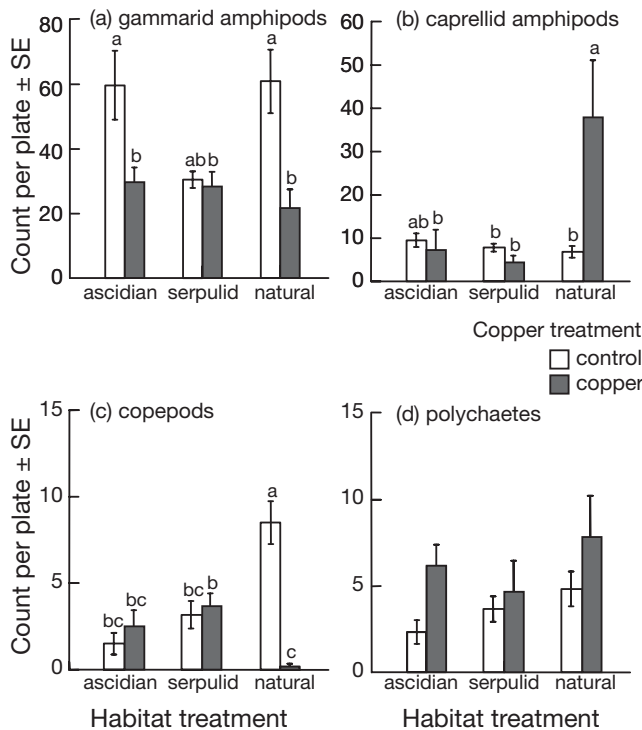 (a) gammarid amphipods
Count per plate ± SE
80
60
40
20
0
a
b
ab
b
a
b
ascidian serpulid natural
(b) caprellid amphipods
60
50
40
30
20
10
0
ab
b
b
b
b
a
ascidian serpulid natural
Copper treatment
control
copper
(c) copepods
Count per plate ± SE
15
10
5
0
bc
bc
bc
b
a
c
ascidian serpulid natural
Habitat treatment
(d) polychaetes
15
10
5
0
ascidian serpulid natural
Habitat treatment